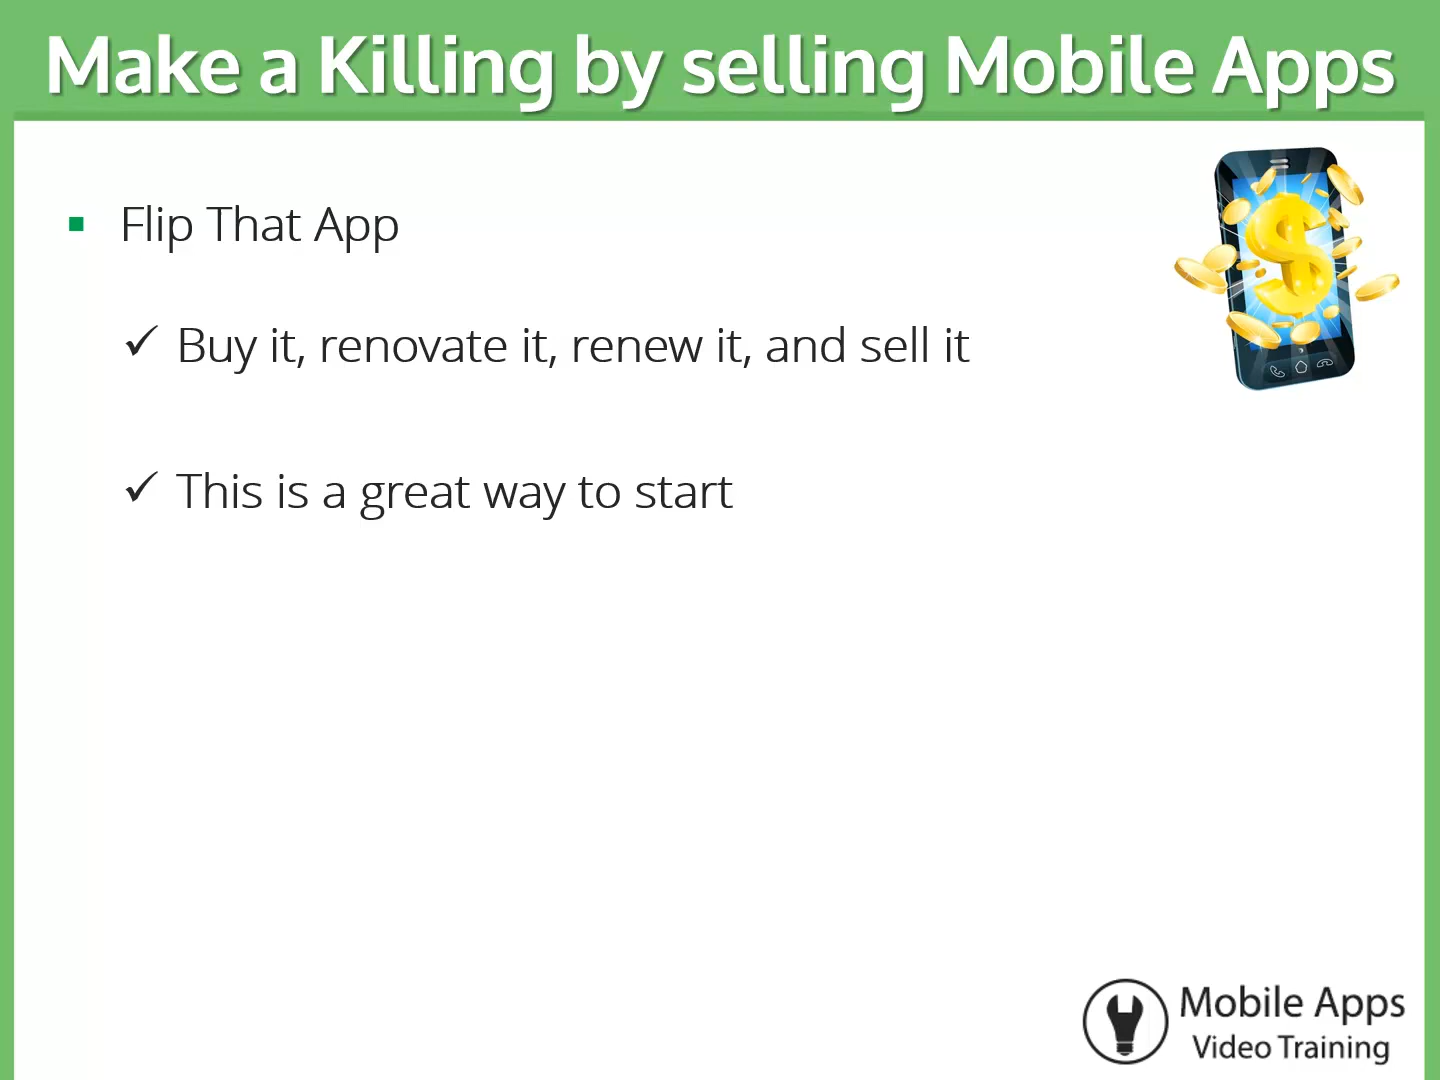 Make a Killing by selling Mobile Apps
Flip That App
Buy it, renovate it, renew it, and sell it
This is a great way to start
Mobile Apps
Video Training